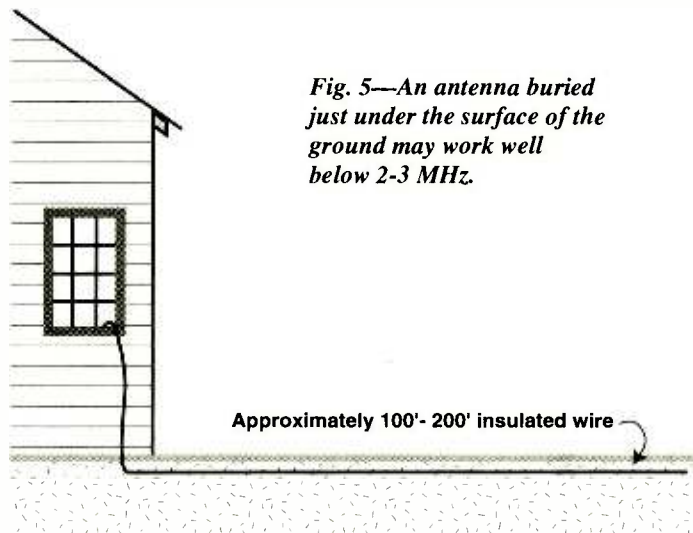 Fig. 5—An antenna buried
just under the surface of the
ground may work well
below 2-3 MHz.
Approximately 100'- 200' insulated wire